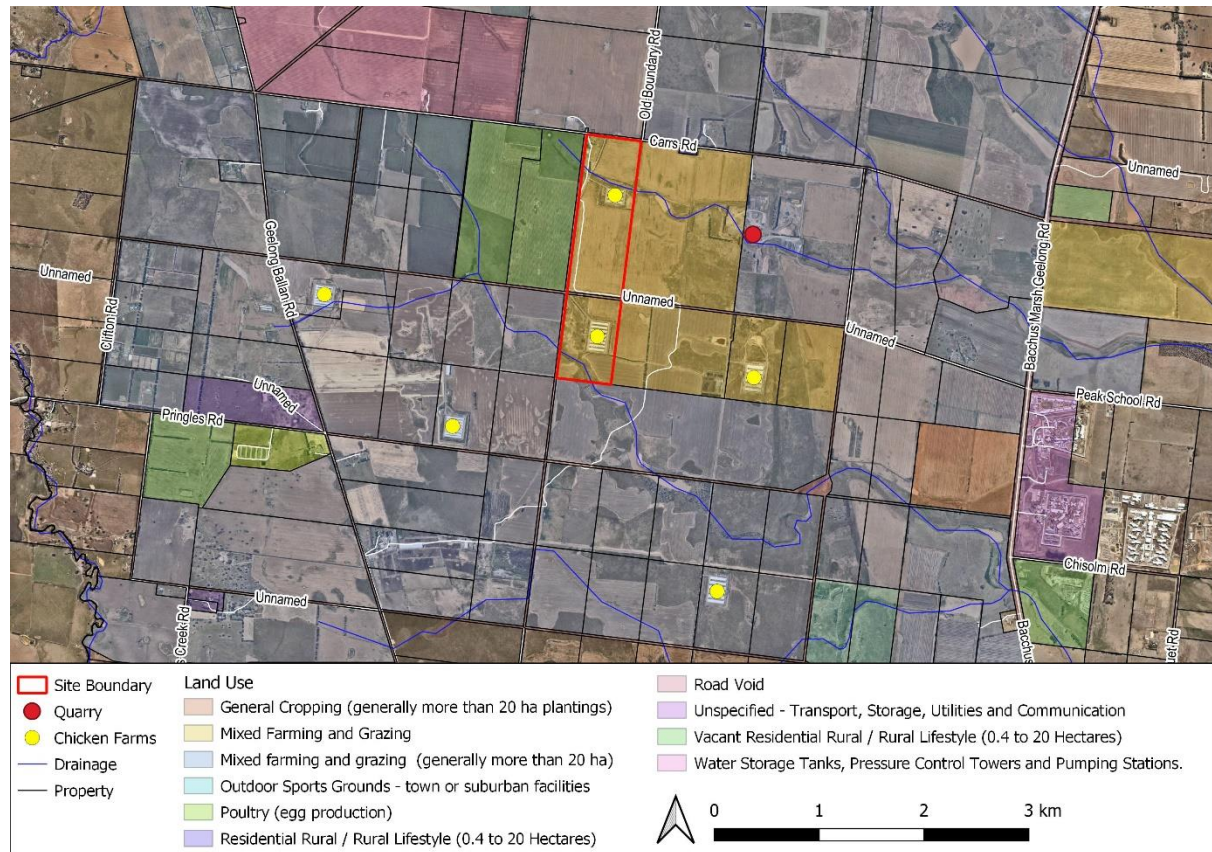 Old Boundary Rd
Carrs Rd
Unnamed
Geelong Ballan Rd
Bacchus Marsh Geelong Rd
Unnamed
Clifton Rd
Unnamed
Unnamed
Unnamed
Pringles Rd
Peak School Rd
Chisolm Rd
Unnamed
s Creek Rd
Bacchus
uet Rd
Site Boundary
Quarry
Chicken Farms
Drainage
Property
Land Use
General Cropping (generally more than 20 ha plantings)
Mixed Farming and Grazing
Mixed farming and grazing (generally more than 20 ha)
Outdoor Sports Grounds - town or suburban facilities
Poultry (egg production)
Residential Rural / Rural Lifestyle (0.4 to 20 Hectares)
Road Void
Unspecified - Transport, Storage, Utilities and Communication
Vacant Residential Rural / Rural Lifestyle (0.4 to 20 Hectares)
Water Storage Tanks, Pressure Control Towers and Pumping Stations.
0 1 2 3 km